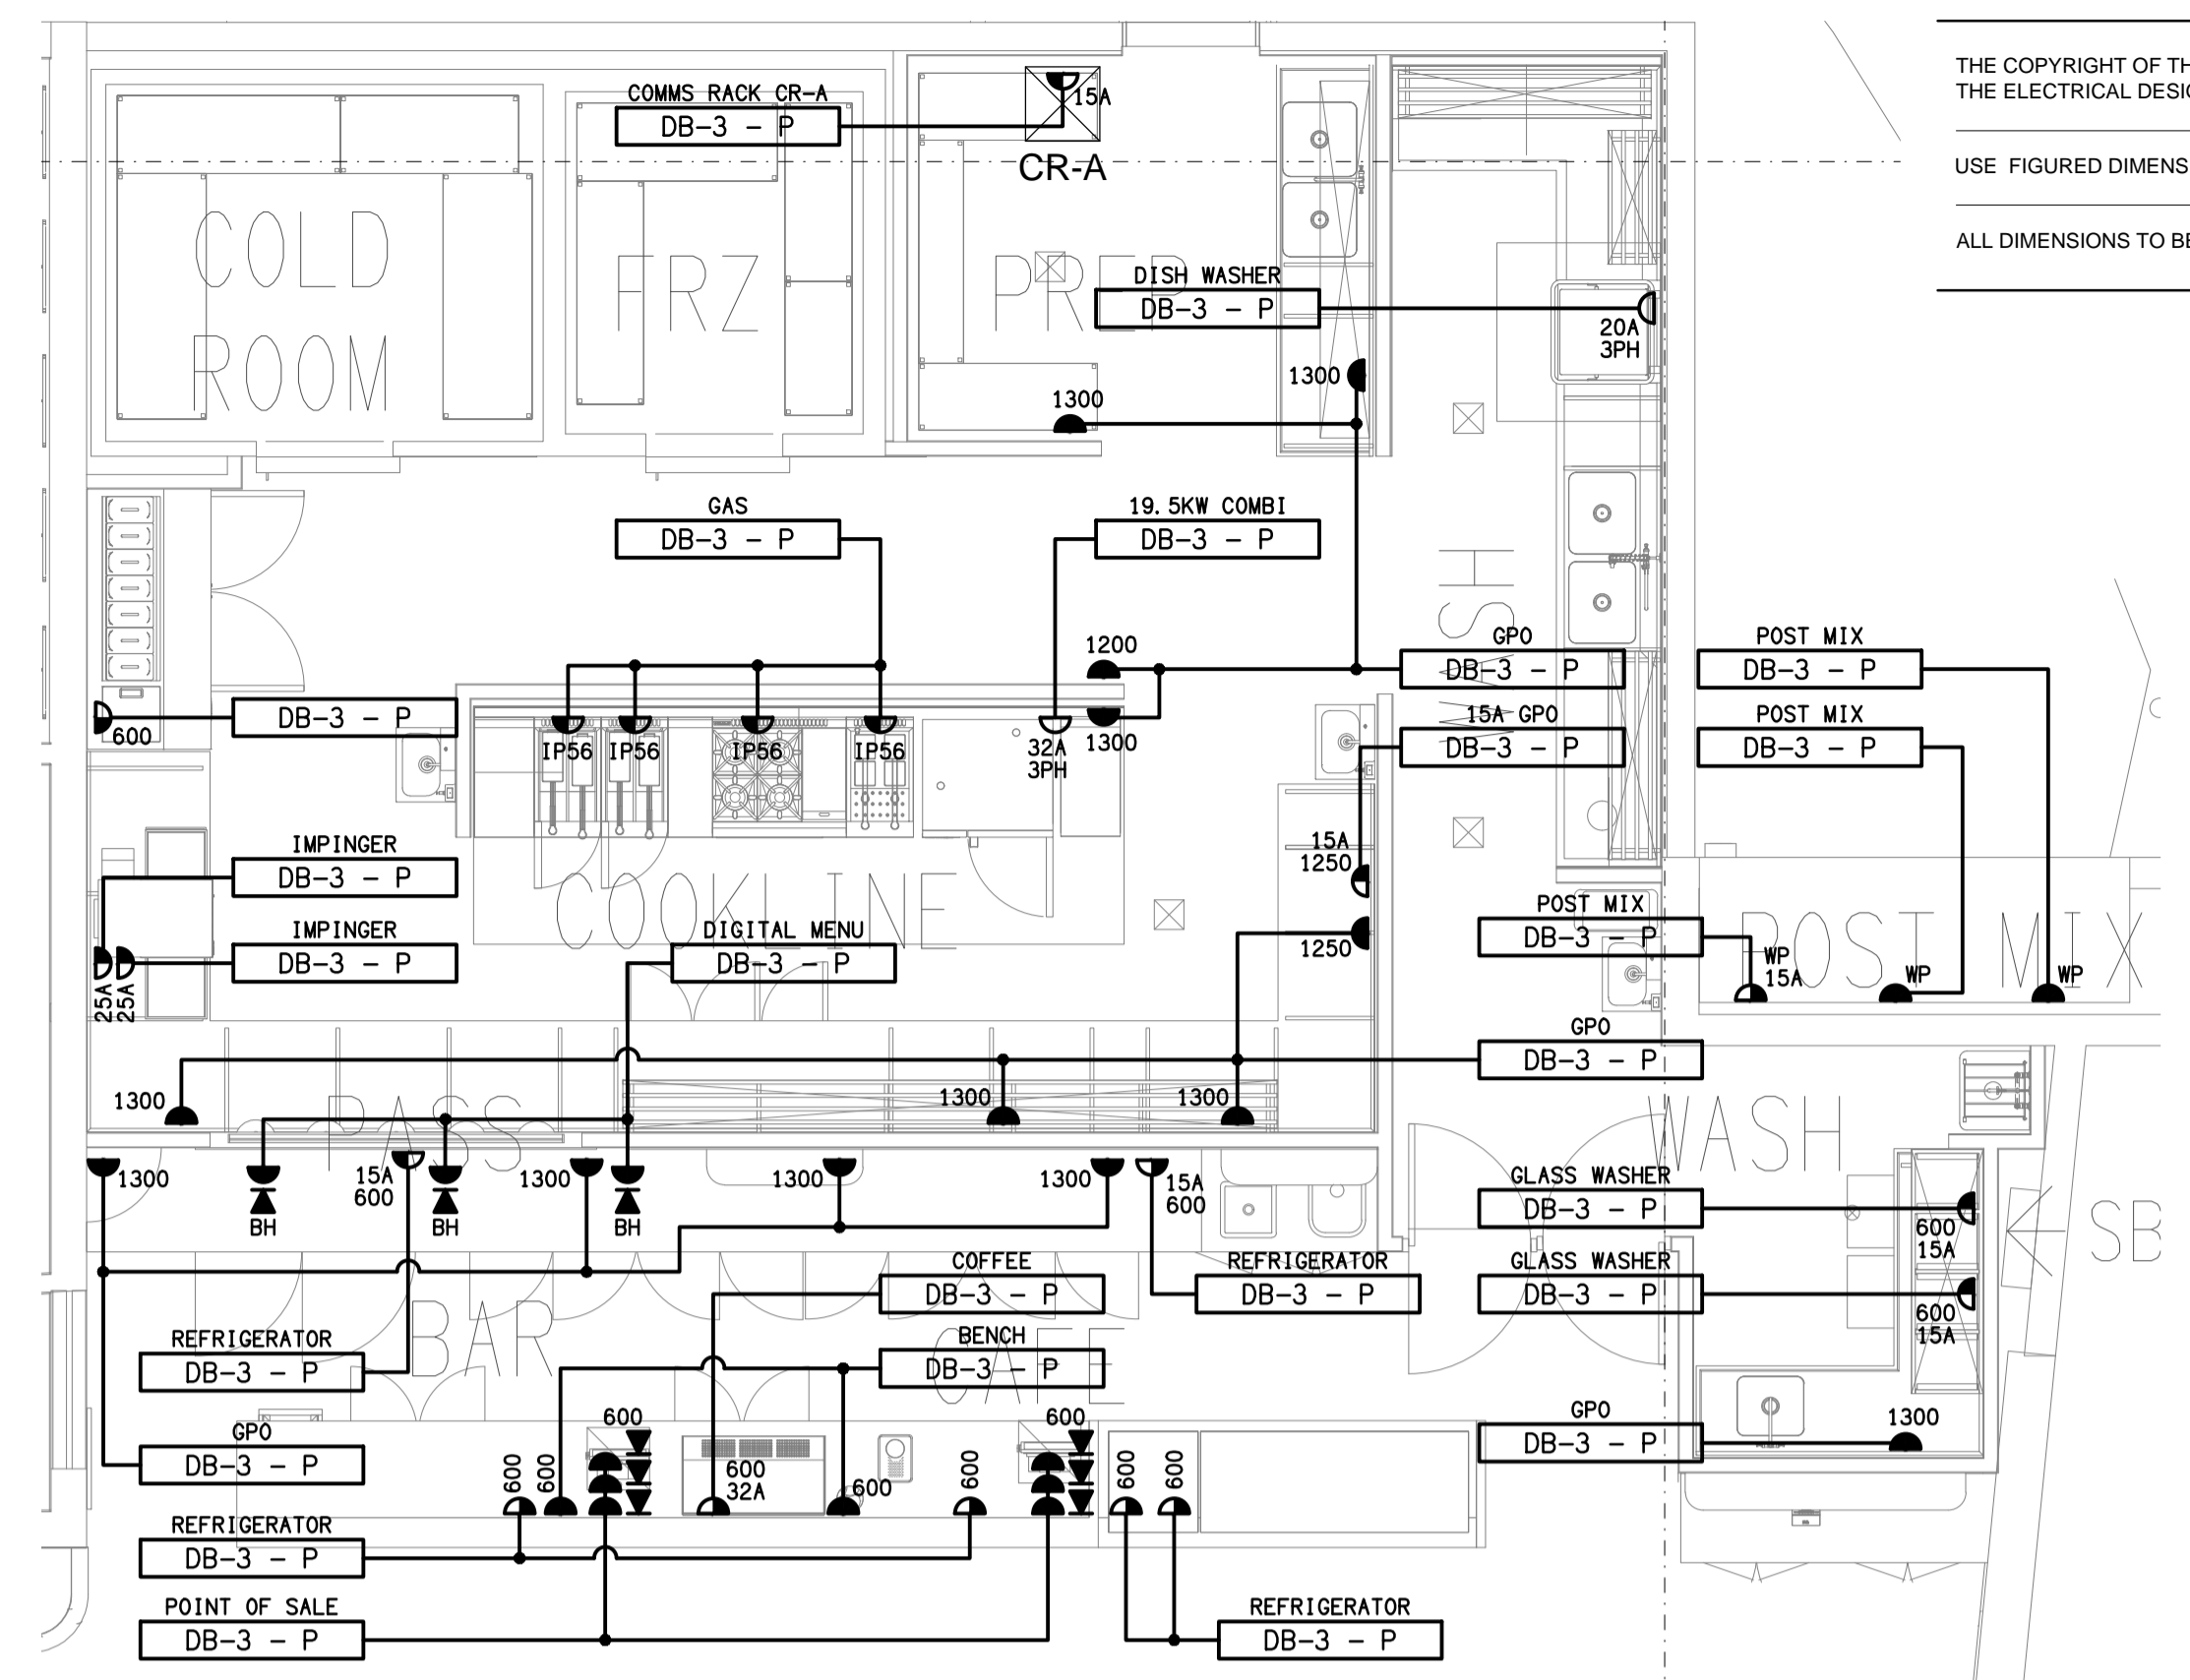 THE COPYRIGHT OF TH
THE ELECTRICAL DESI
USE FIGURED DIMENS
ALL DIMENSIONS TO BE
COMMS RACK CR-A
DB-3 - P
15A
CR-A
COLD
ROOM
FRZ
PREP
DISH WASHER
DB-3 - P
20A
3PH
1300
1300
GAS
DB-3 - P
19.5KW COMBI
DB-3 - P
WASH
1200
GPO
DB-3 - P
POST MIX
DB-3 - P
DB-3 - P
600
IP56
IP56
IP56
IP56
32A
3PH
1300
15A GPO
DB-3 - P
POST MIX
DB-3 - P
IMPINGER
DB-3 - P
15A
1250
COOKLINE
IMPINGER
DB-3 - P
25A
25A
DIGITAL MENU
DB-3 - P
1250
POST MIX
DB-3 - P
WP
15A
WP
WP
POST MIX
GPO
DB-3 - P
1300
1300
1300
PASS
WASH
1300
15A
600
1300
1300
1300
15A
600
BH
BH
BH
GLASS WASHER
DB-3 - P
600
15A
SB
COFFEE
DB-3 - P
REFRIGERATOR
DB-3 - P
GLASS WASHER
DB-3 - P
600
15A
BAR
CAFE
REFRIGERATOR
DB-3 - P
BENCH
DB-3 - P
GPO
DB-3 - P
600
600
600
600
600
32A
600
600
600
600
GPO
DB-3 - P
1300
REFRIGERATOR
DB-3 - P
POINT OF SALE
DB-3 - P
REFRIGERATOR
DB-3 - P